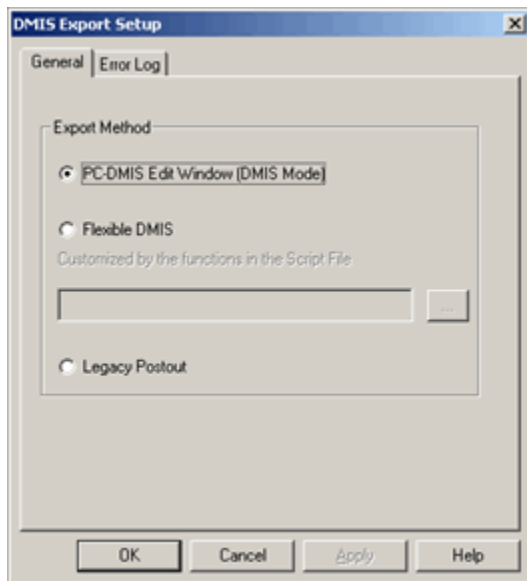 DMIS Export Setup
General
Error Log
Export Method
PC-DMIS Edit Window (DMIS Mode)
Flexible DMIS
Customized by the functions in the Script File
...
Legacy Postout
OK
Cancel
Apply
Help